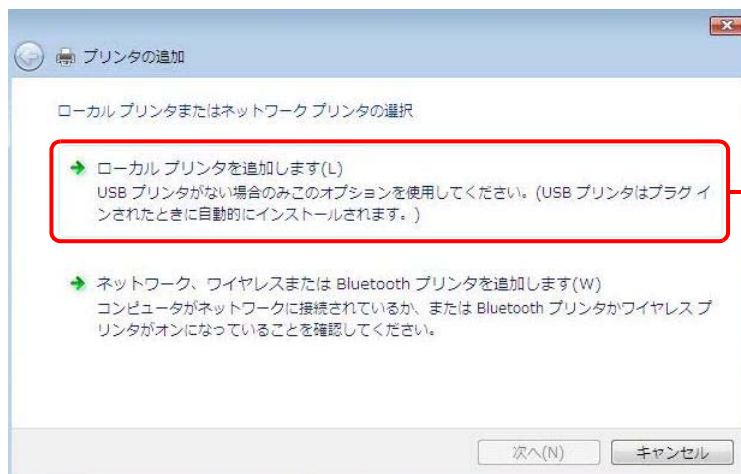 プリンタの追加
ローカル プリンタまたはネットワーク プリンタの選択
ローカル プリンタを追加します(L)
USB プリンタがない場合のみこのオプションを使用してください。(USB プリンタはプラグ イ
ンされたときに自動的にインストールされます。)
ネットワーク、ワイヤレスまたは Bluetooth プリンタを追加します(W)
コンピュータがネットワークに接続されているか、または Bluetooth プリンタかワイヤレス プ
リンタがオンになっていることを確認してください。
次へ(N)
キャンセル